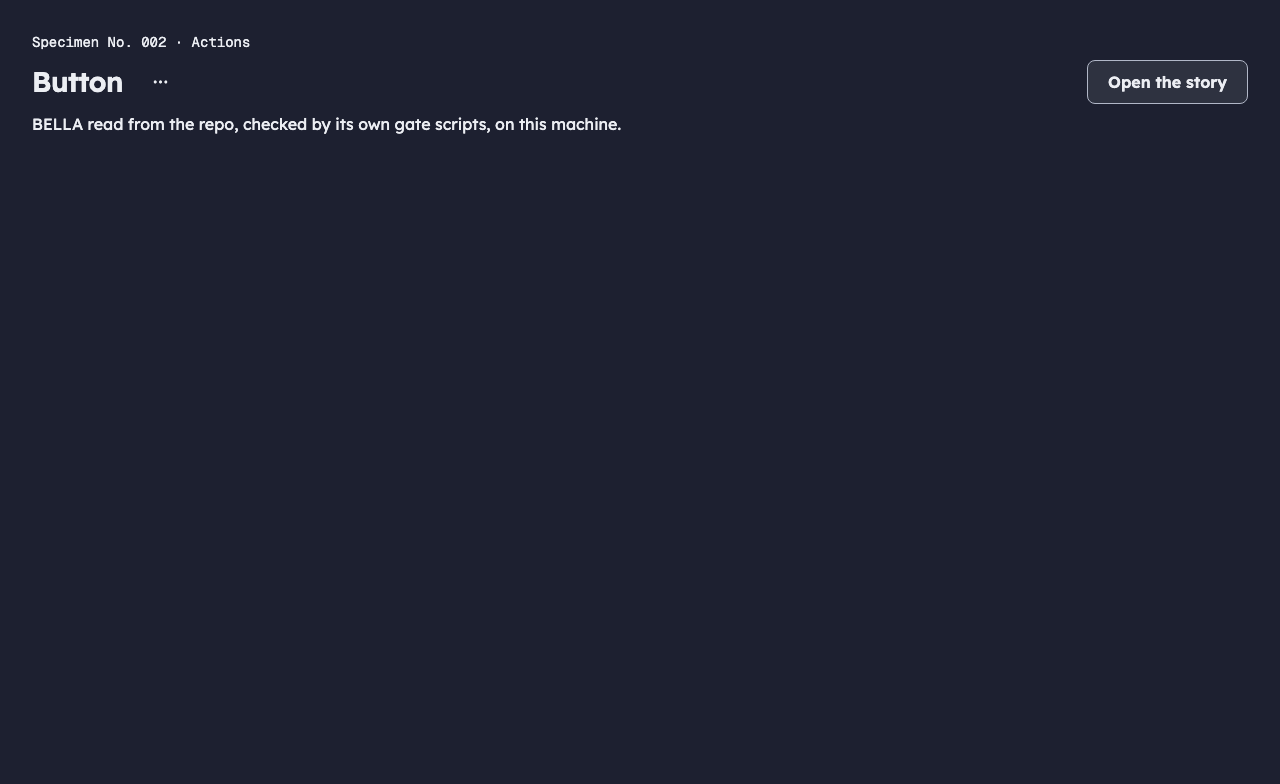 Specimen No. 002 · Actions
Button ···
Open the story
BELLA read from the repo, checked by its own gate scripts, on this machine.